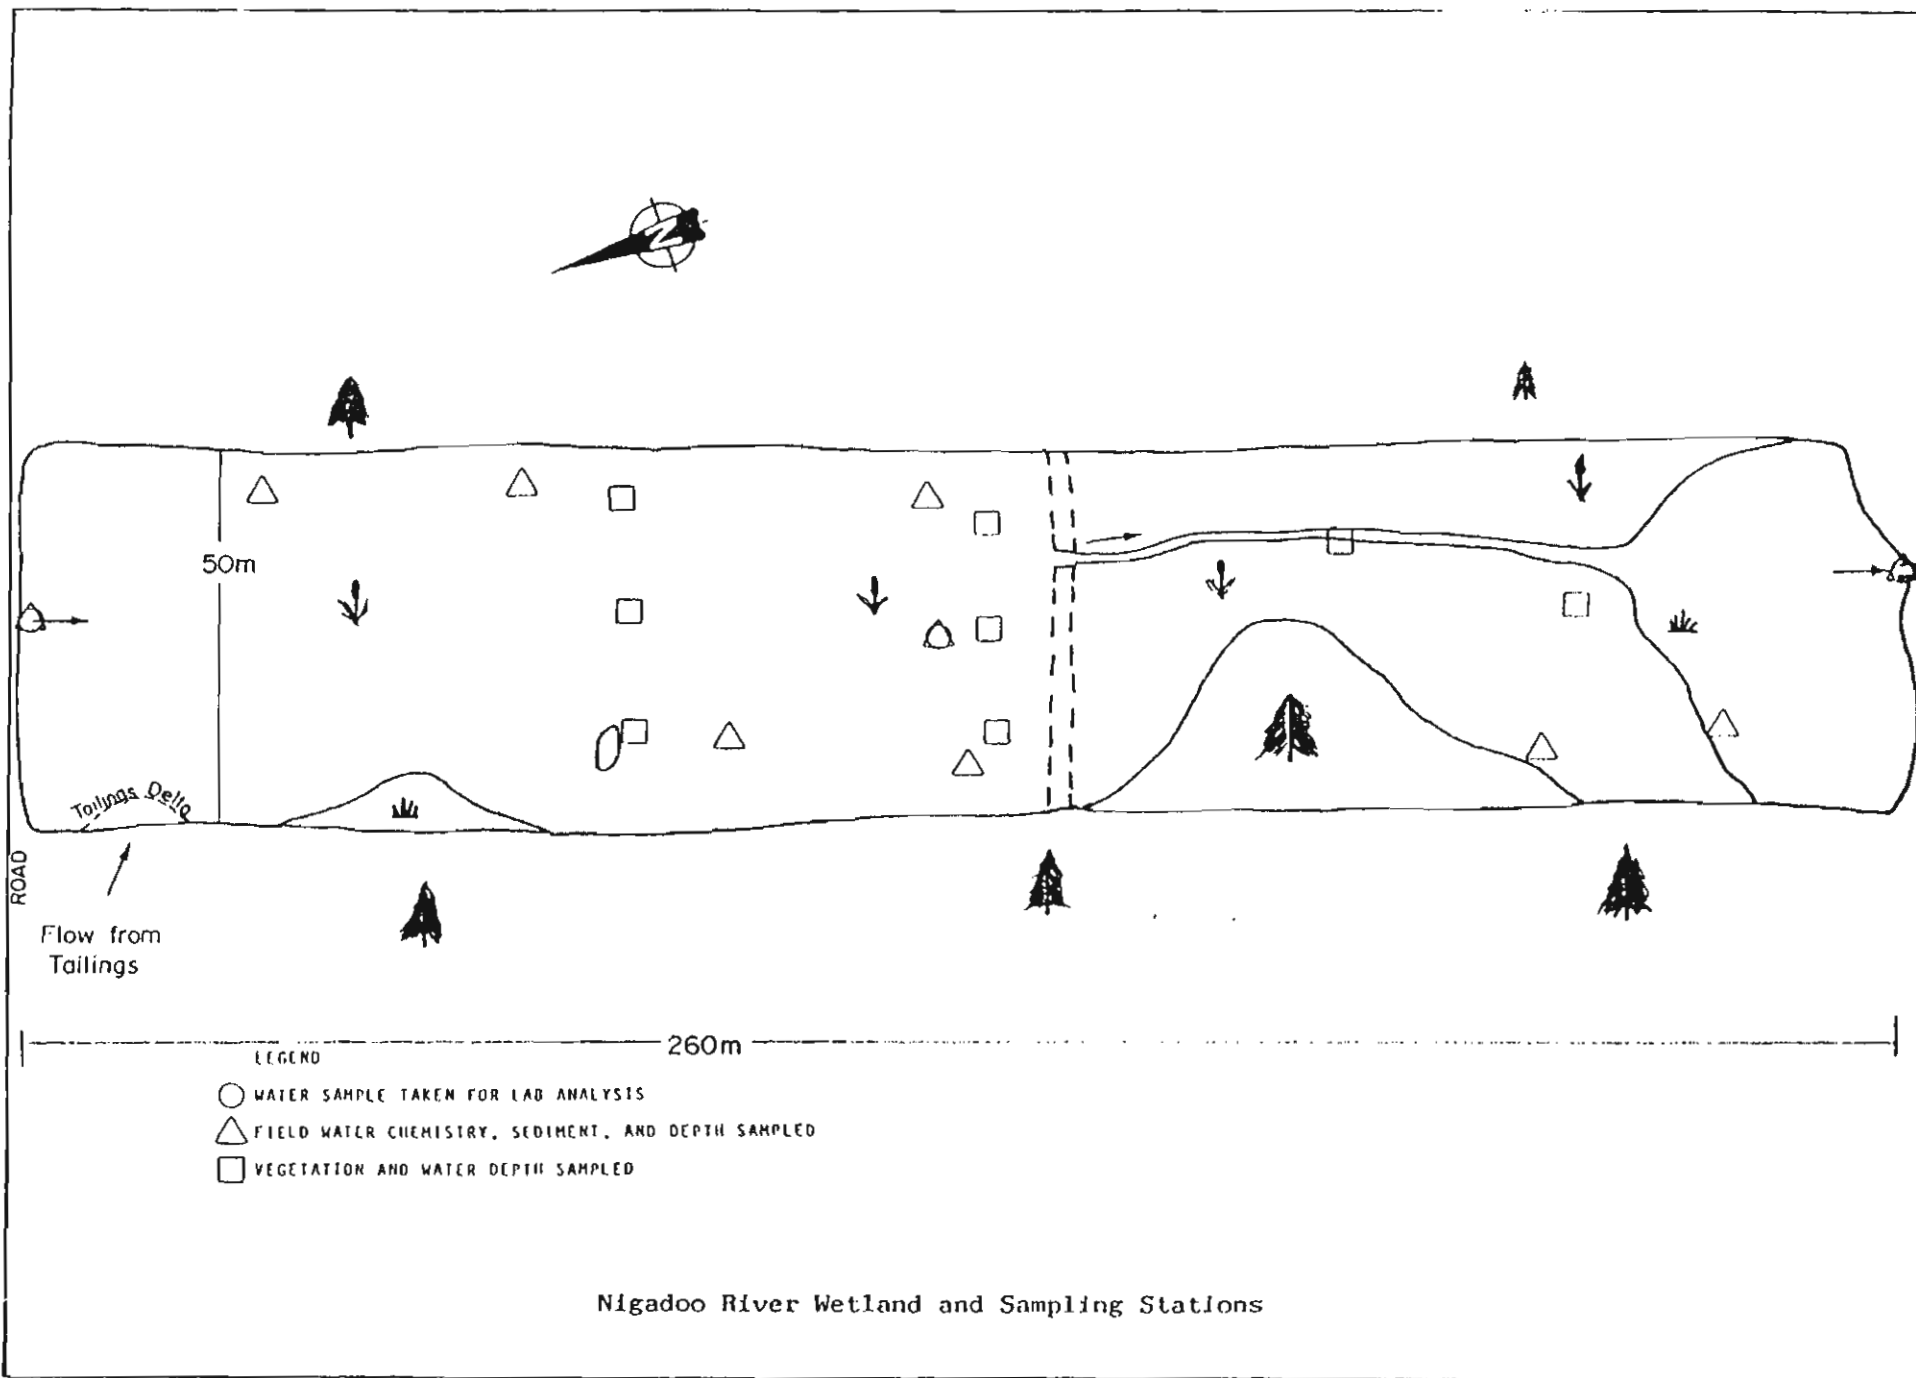 N
50m
Tailings Delta
ROAD
Flow from
Tailings
260m
LEGEND
WATER SAMPLE TAKEN FOR LAB ANALYSIS
FIELD WATER CHEMISTRY, SEDIMENT, AND DEPTH SAMPLED
VEGETATION AND WATER DEPTH SAMPLED
Nigadoo River Wetland and Sampling Stations